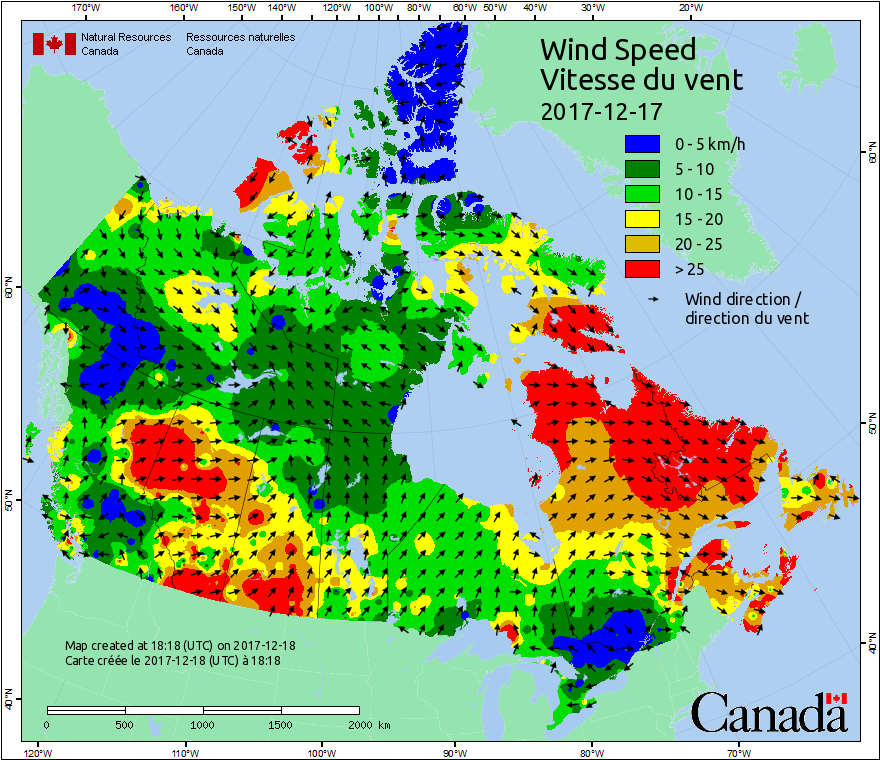 170°W 160°W 150°W 140°W 120°W 100°W 80°W 60°W 50°W 40°W 30°W 20°W
Natural Resources Ressources naturelles
Canada Canada
Wind Speed
Vitesse du vent
2017-12-17
0 - 5 km/h
5 - 10
10 - 15
15 - 20
20 - 25
> 25
Wind direction /
direction du vent
60°N
60°N
50°N
50°N
40°N
40°N
Map created at 18:18 (UTC) on 2017-12-18
Carte créée le 2017-12-18 (UTC) à 18:18
0 500 1000 1500 2000 km
Canada
120°W 110°W 100°W 90°W 80°W 70°W